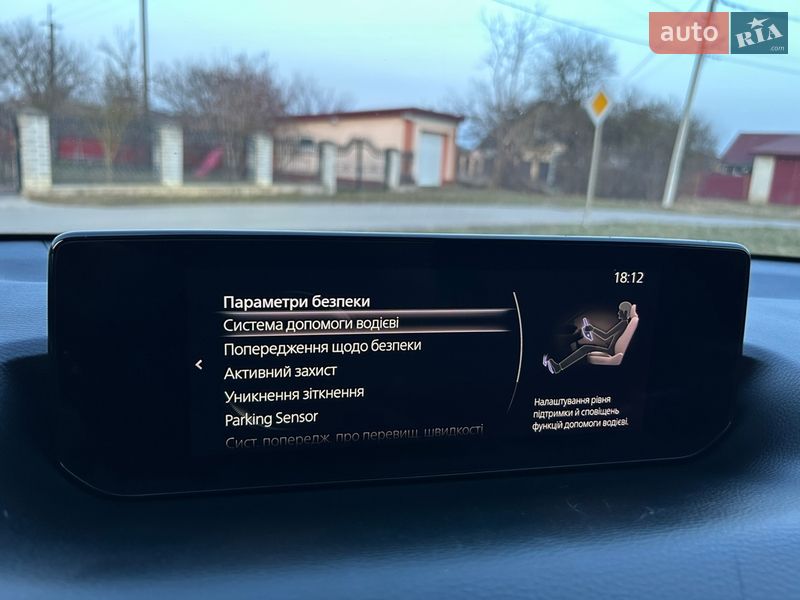 auto RIA
.com
18:12
Параметри безпеки
Система допомоги водієві
Попередження щодо безпеки
Активний захист
Уникнення зіткнення
Parking Sensor
Сист. попередж. про перевищ. швидкості
Налаштування рівня
підтримки й сповіщень
функцій допомоги водієві.